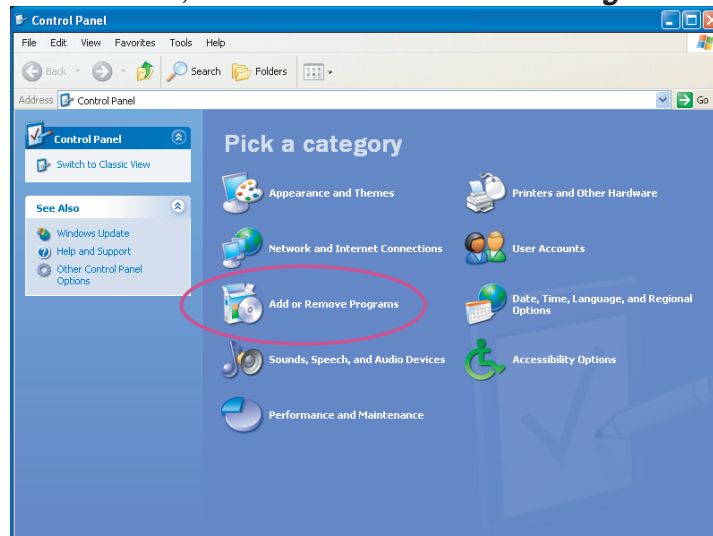 Control Panel
File Edit View Favorites Tools Help
Back Search Folders
Address Control Panel Go
Control Panel
Switch to Classic View
See Also
Windows Update
Help and Support
Other Control Panel
Options
Pick a category
Appearance and Themes
Printers and Other Hardware
Network and Internet Connections
User Accounts
Add or Remove Programs
Date, Time, Language, and Regional
Options
Sounds, Speech, and Audio Devices
Accessibility Options
Performance and Maintenance